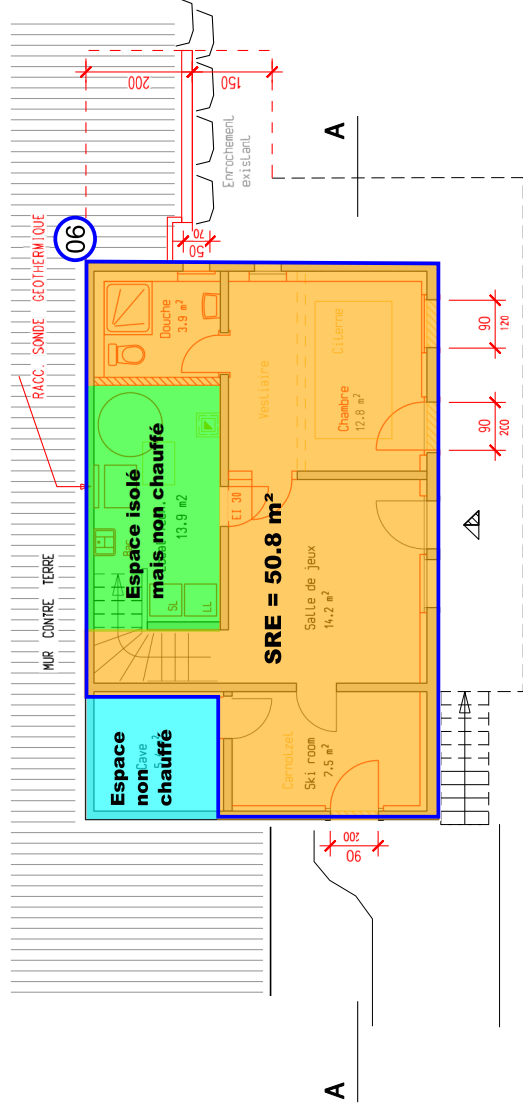 RACC. SONDE GEOTHERMIQUE
MUR CONTRE TERRE
06
200
150
Enrochement
existant
A
50
70
Douche
3.9 m²
Espace isolé
mais non chauffé
13.9 m2
SL
LL
EI 30
Vestiaire
Citerne
Chambre
12.8 m²
SRE = 50.8 m²
Salle de jeux
14.2 m²
Espace
non
chauffé
Cave
Carnotzet
Ski room
7.5 m²
90
120
90
200
90
200
A